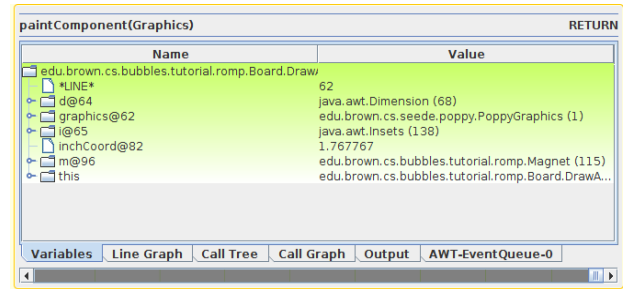 paintComponent(Graphics) RETURN
Name Value
edu.brown.cs.bubbles.tutorial.romp.Board.Draw
*LINE* 62
d@64 java.awt.Dimension (68)
graphics@62 edu.brown.cs.seede.poppy.PoppyGraphics (1)
i@65 java.awt.Insets (138)
inchCoord@82 1.767767
m@96 edu.brown.cs.bubbles.tutorial.romp.Magnet (115)
this edu.brown.cs.bubbles.tutorial.romp.Board.DrawA...
Variables Line Graph Call Tree Call Graph Output AWT-EventQueue-0